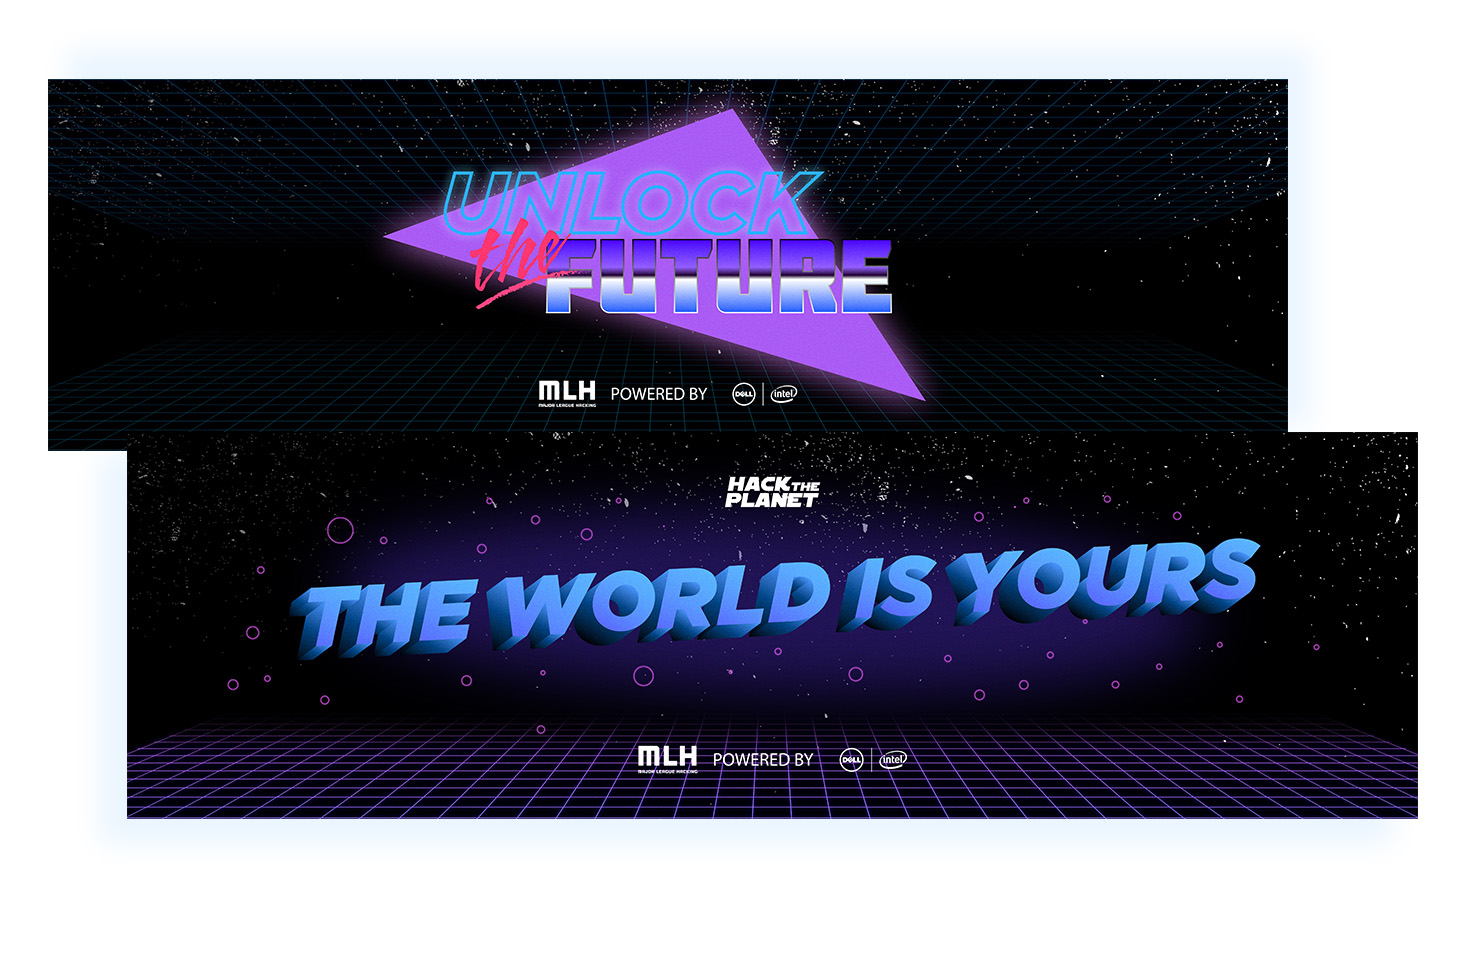 UNLOCK
the FUTURE
MLH POWERED BY DELL intel
MAJOR LEAGUE HACKING
HACK THE
PLANET
THE WORLD IS YOURS
MLH POWERED BY DELL intel
MAJOR LEAGUE HACKING